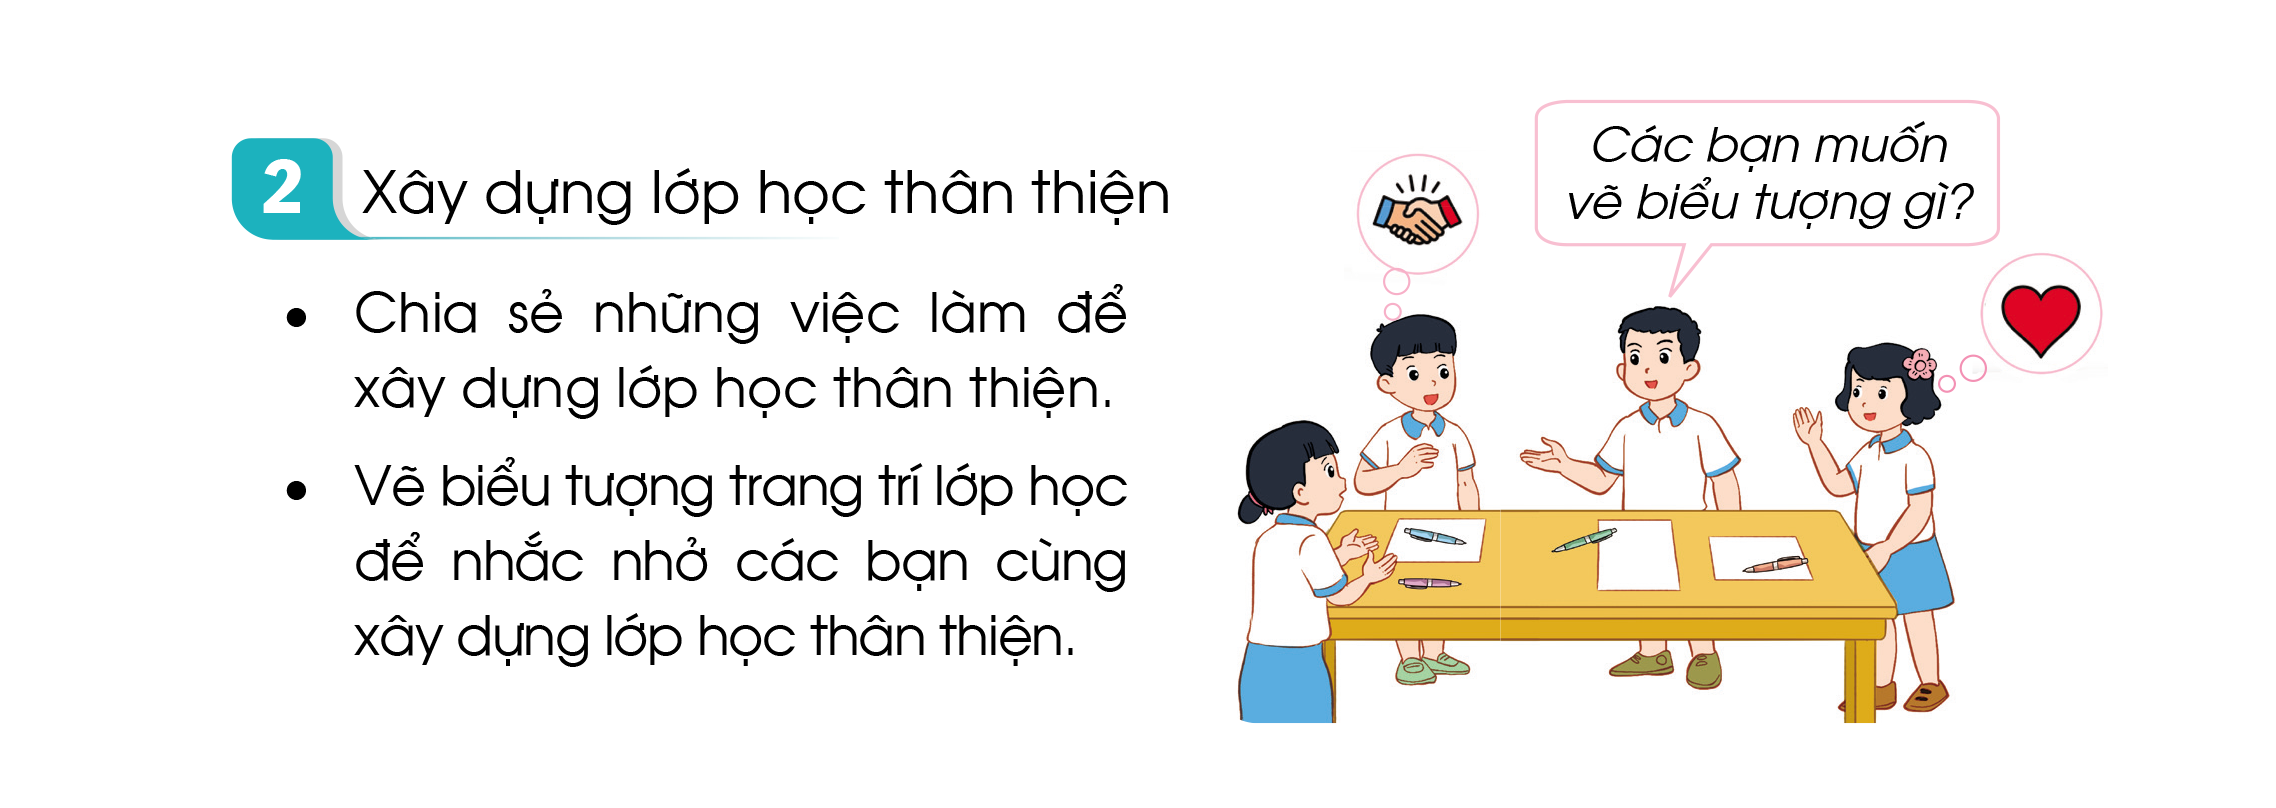 2 Xây dựng lớp học thân thiện
• Chia sẻ những việc làm để
xây dựng lớp học thân thiện.
• Vẽ biểu tượng trang trí lớp học
để nhắc nhở các bạn cùng
xây dựng lớp học thân thiện.
Các bạn muốn
vẽ biểu tượng gì?